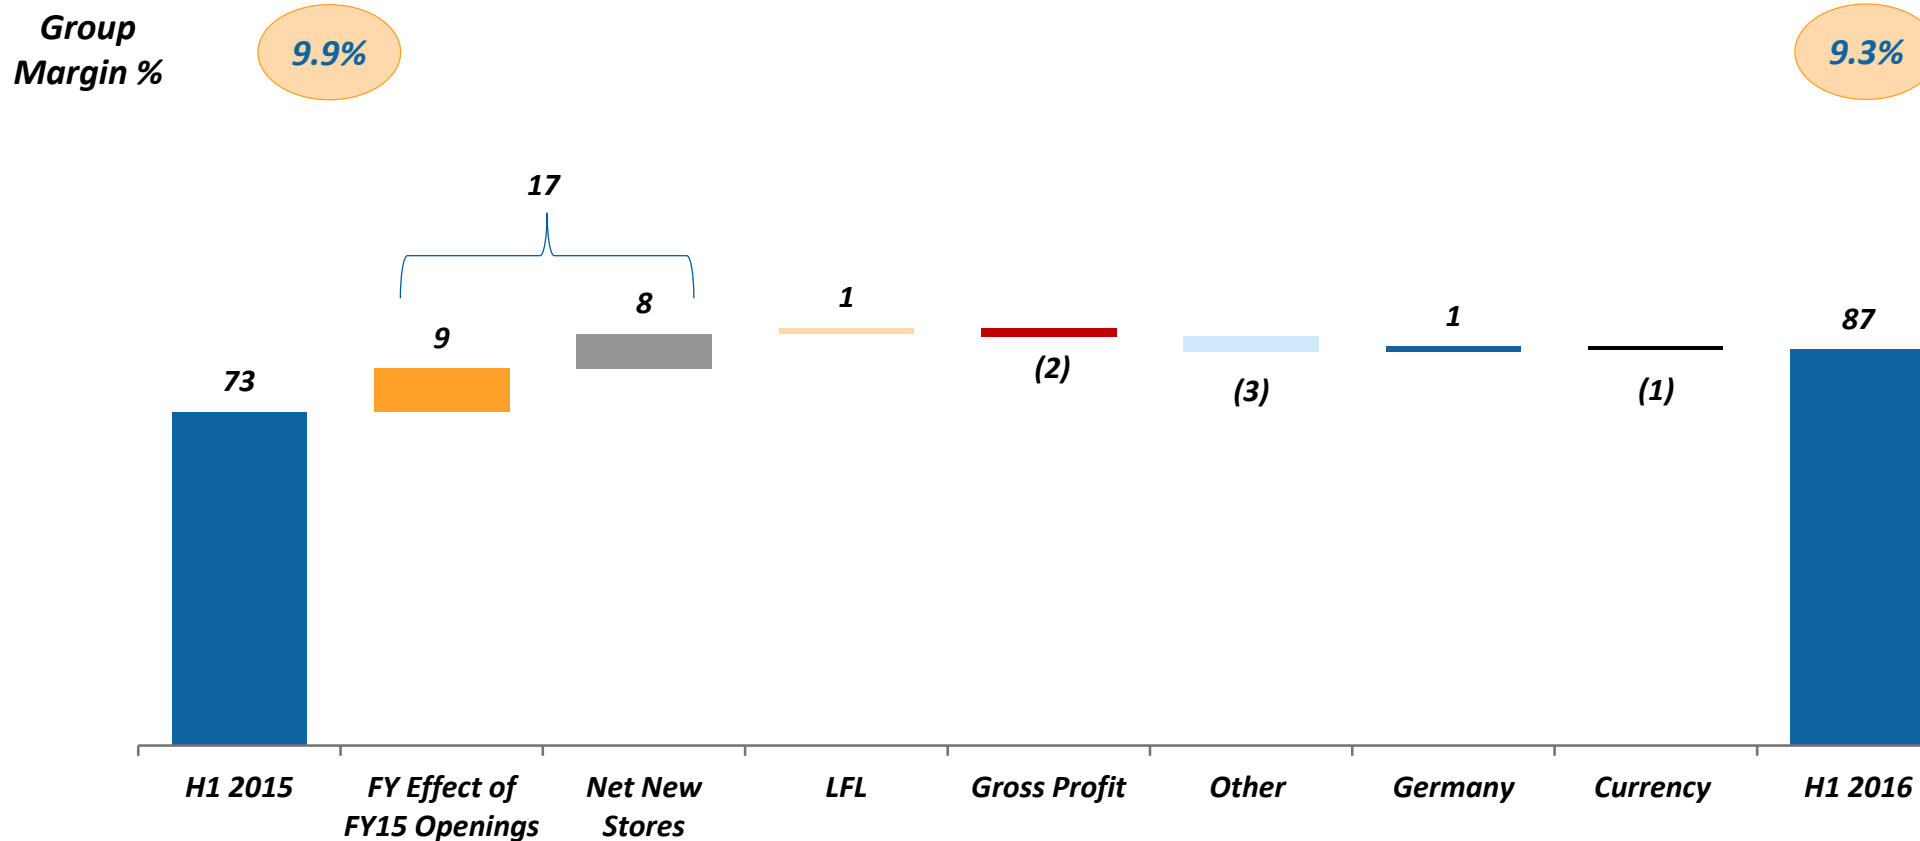 Group
Margin %
9.9%
9.3%
17
8
1
9
1
87
73
(2)
(3)
(1)
H1 2015
FY Effect of
FY15 Openings
Net New
Stores
LFL
Gross Profit
Other
Germany
Currency
H1 2016